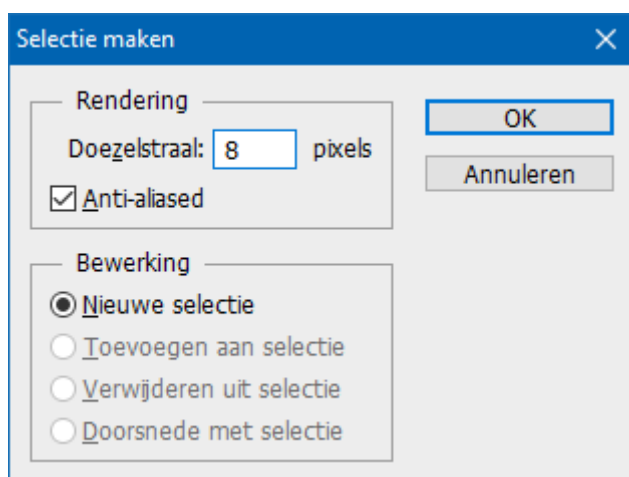 Selectie maken
Rendering
Doezelstraal: 8 pixels
Anti-aliased
OK
Annuleren
Bewerking
Nieuwe selectie
Toevoegen aan selectie
Verwijderen uit selectie
Doorsnede met selectie